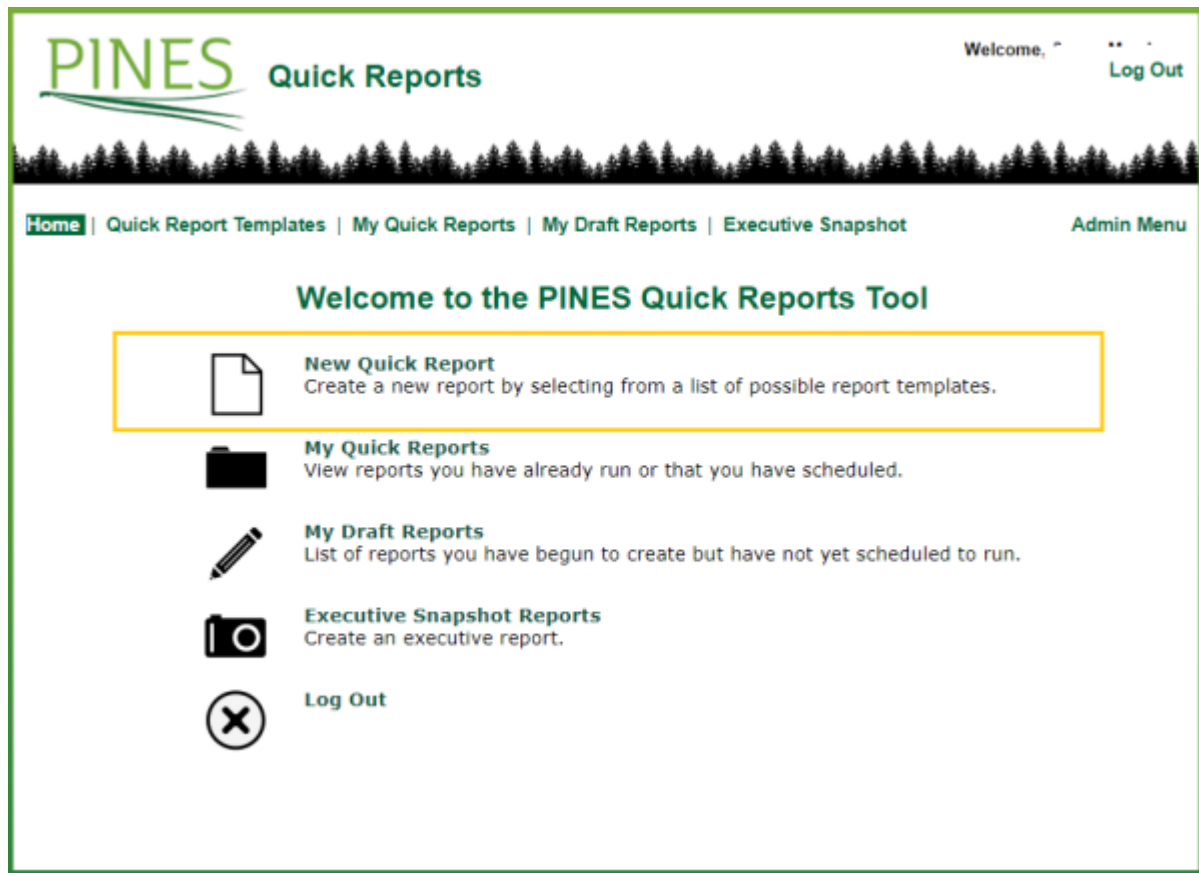 PINES Quick Reports
Welcome,
Log Out
Home | Quick Report Templates | My Quick Reports | My Draft Reports | Executive Snapshot Admin Menu
Welcome to the PINES Quick Reports Tool
New Quick Report
Create a new report by selecting from a list of possible report templates.
My Quick Reports
View reports you have already run or that you have scheduled.
My Draft Reports
List of reports you have begun to create but have not yet scheduled to run.
Executive Snapshot Reports
Create an executive report.
Log Out